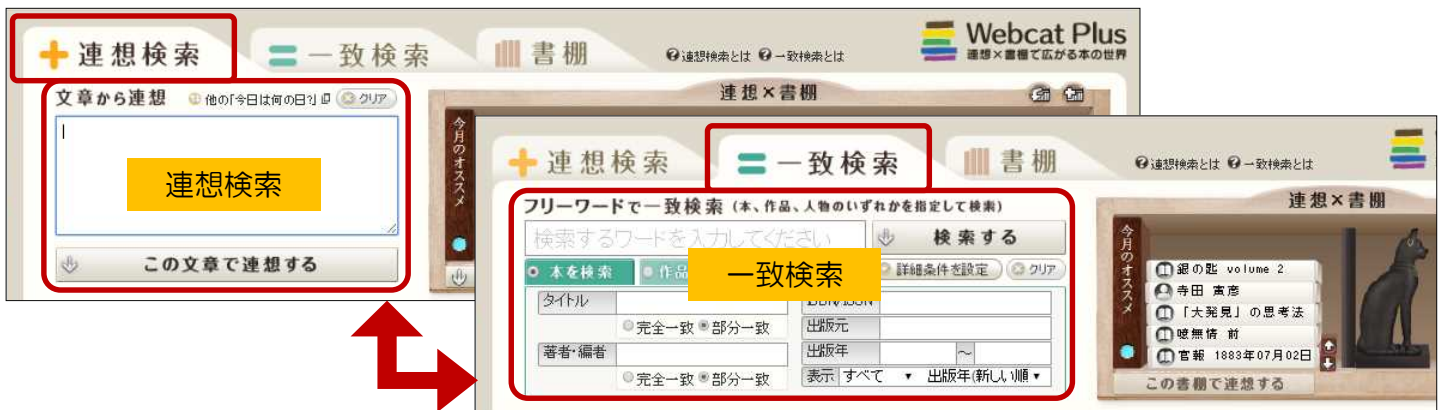 連想検索
一致検索
書棚
連想検索とは 一致検索とは
Webcat Plus
連想×書棚で広がる本の世界
文章から連想 他の「今日は何の日?」 クリア
連想×書棚
今月のオススメ
連想検索
この文章で連想する
連想検索
一致検索
書棚
連想検索とは 一致検索とは
フリーワードで一致検索 (本、作品、人物のいずれかを指定して検索)
検索するワードを入力してください
検索する
本を検索
作品
一致検索
詳細条件を設定
クリア
タイトル
完全一致 部分一致
出版元
著者・編者
出版年 ～
完全一致 部分一致
表示 すべて 出版年(新しい)順
連想×書棚
今月のオススメ
銀の匙 volume 2
寺田 寅彦
「大発見」の思考法
噫無情 前
官報 1883年07月02日
この書棚で連想する